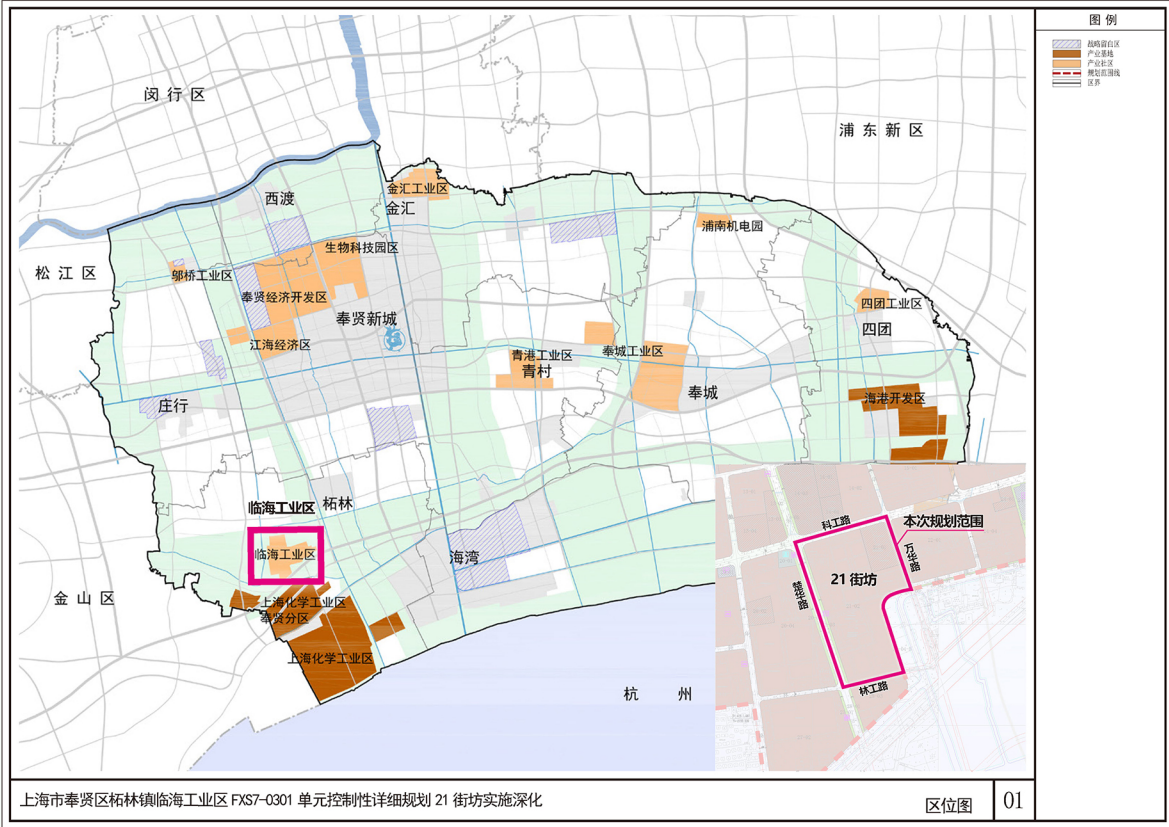 图例
战略留白区
产业基地
产业社区
规划范围线
区界
闵行区
浦东新区
金汇工业区
金汇
西渡
浦南机电园
生物科技园区
松江区
邬桥工业区
奉贤经济开发区
四团工业区
四团
奉贤新城
江海经济区
青港工业区
奉城工业区
青村
奉城
海港开发区
庄行
柘林
临海工业区
临海工业区
海湾
金山区
上海化学工业区
奉贤分区
上海化学工业区
杭州
科工路
本次规划范围
万华路
21街坊
楚华路
林工路
上海市奉贤区柘林镇临海工业区FXS7-0301单元控制性详细规划21街坊实施深化
区位图
01